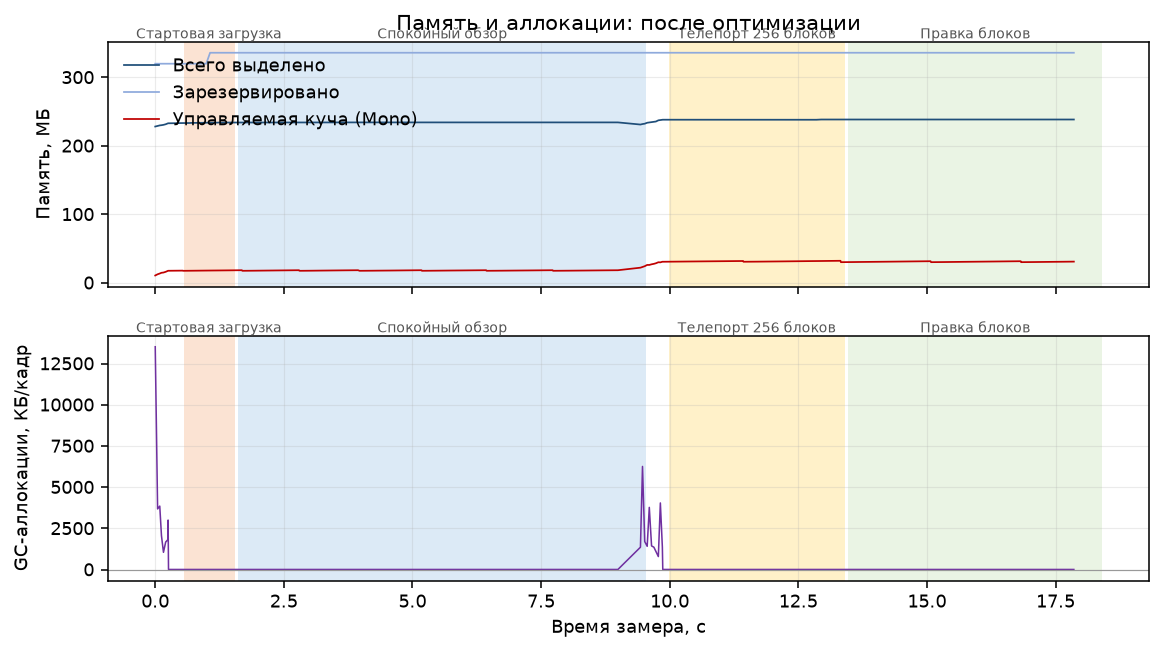 Память и аллокации: после оптимизации
Стартовая загрузка Спокойный обзор Телепорт 256 блоков Правка блоков
Всего выделено
Зарезервировано
Управляемая куча (Mono)
Память, МБ
300
200
100
0
Стартовая загрузка Спокойный обзор Телепорт 256 блоков Правка блоков
GC-аллокации, КБ/кадр
12500
10000
7500
5000
2500
0
0.0 2.5 5.0 7.5 10.0 12.5 15.0 17.5
Время замера, с